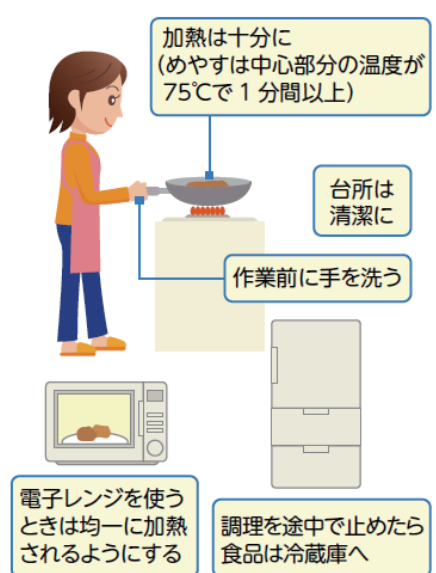 加熱は十分に
(めやすは中心部分の温度が
75℃で1分間以上)
台所は
清潔に
作業前に手を洗う
電子レンジを使う
ときは均一に加熱
されるようにする
調理を途中で止めたら
食品は冷蔵庫へ